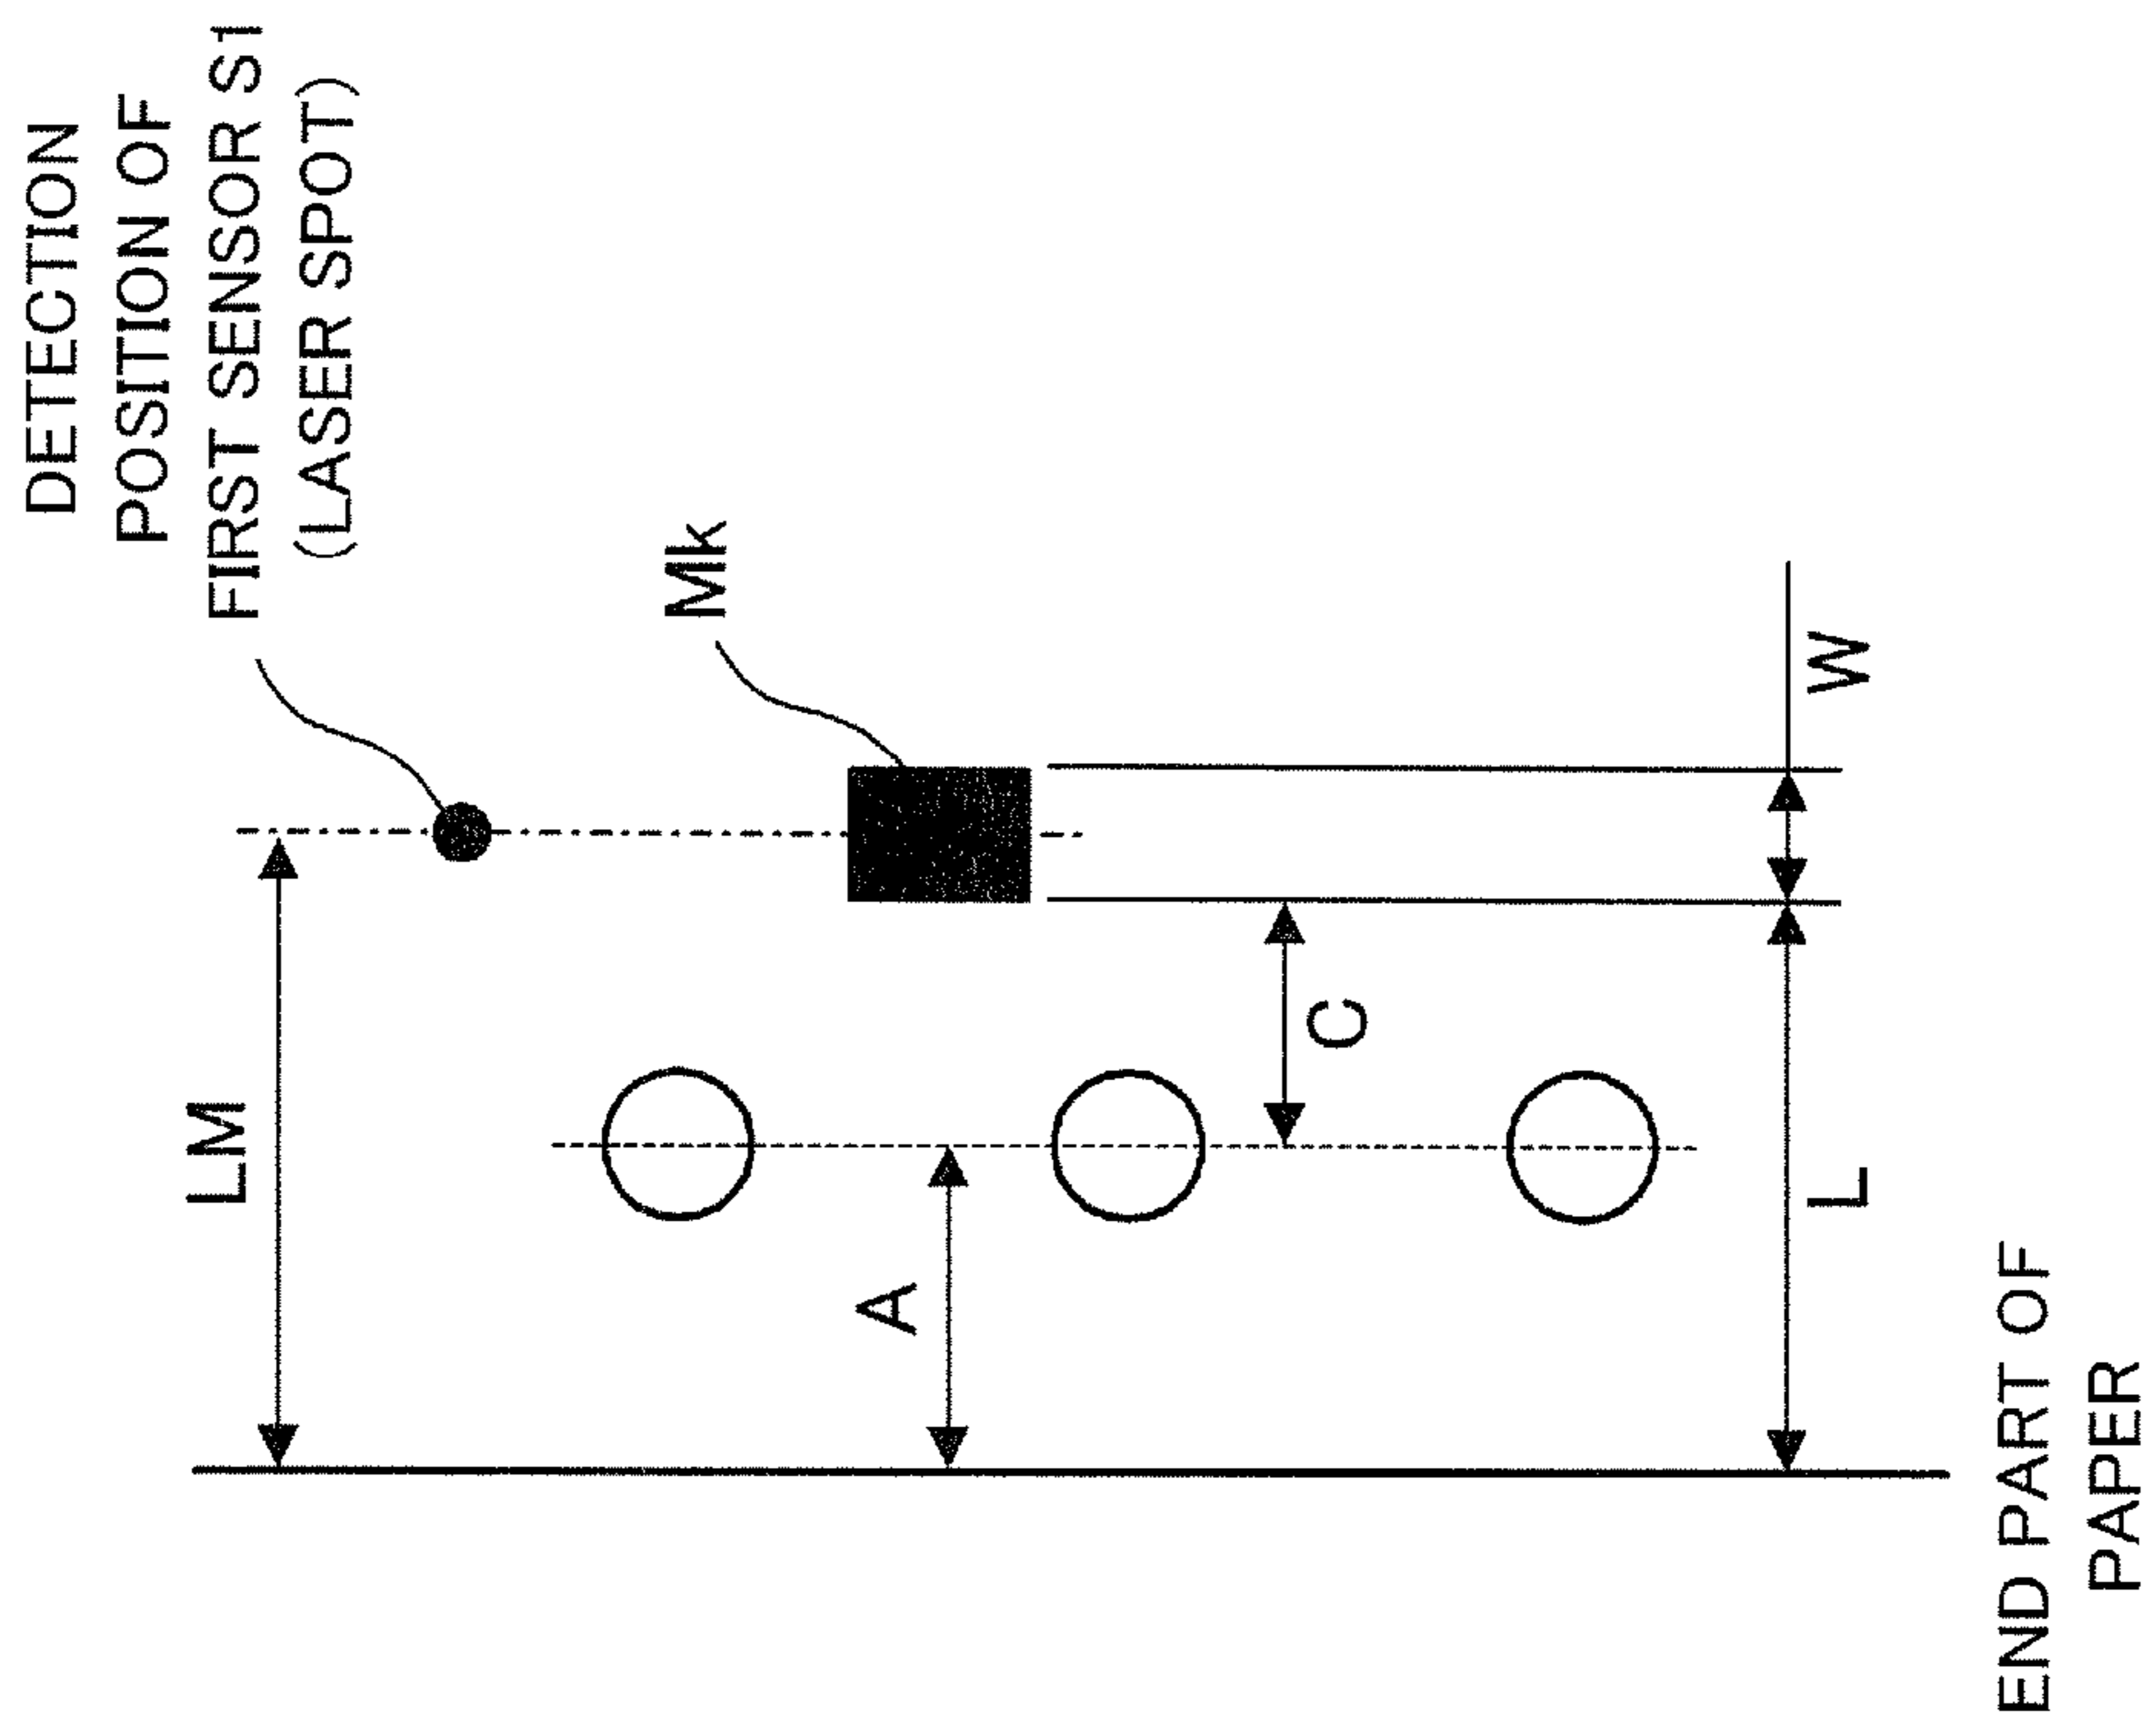 DETECTION
POSITION OF
FIRST SENSOR S1
(LASER SPOT)
Mk
LM
A
C
W
L
END PART OF
PAPER